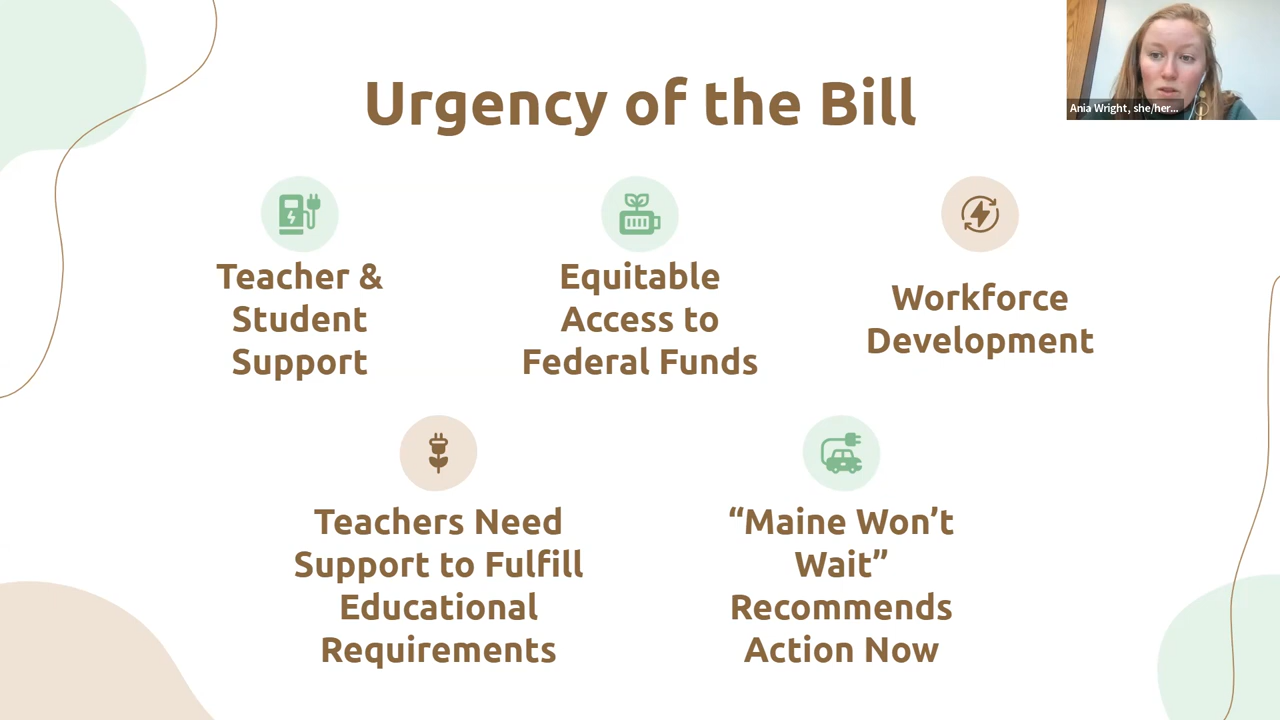 Urgency of the Bill
Ania Wright, she/her...
Teacher &
Student
Support
Equitable
Access to
Federal Funds
Workforce
Development
Teachers Need
Support to Fulfill
Educational
Requirements
“Maine Won’t
Wait”
Recommends
Action Now